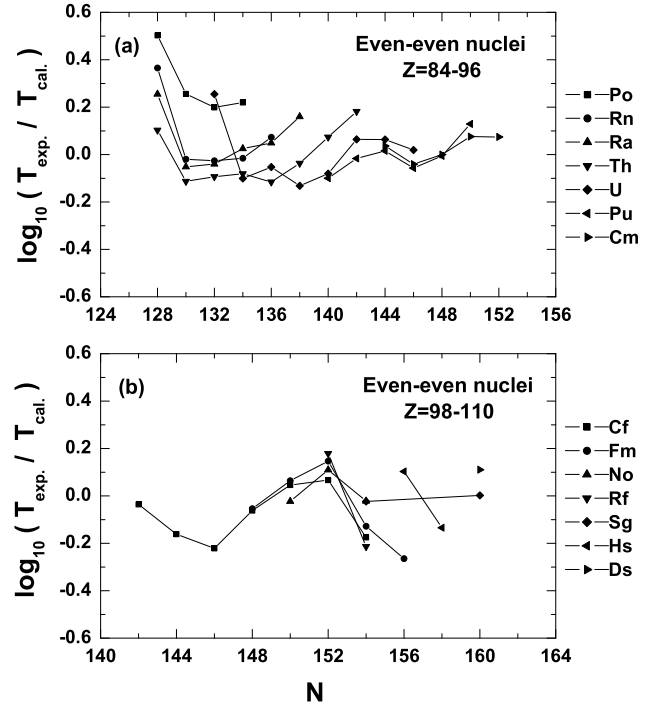 (a)
Even-even nuclei
Z=84-96
log10 ( Texp. / Tcal. )
0.6
0.4
0.2
0.0
-0.2
-0.4
-0.6
124 128 132 136 140 144 148 152 156
Po
Rn
Ra
Th
U
Pu
Cm
(b)
Even-even nuclei
Z=98-110
log10 ( Texp. / Tcal. )
0.6
0.4
0.2
0.0
-0.2
-0.4
-0.6
140 144 148 152 156 160 164
N
Cf
Fm
No
Rf
Sg
Hs
Ds